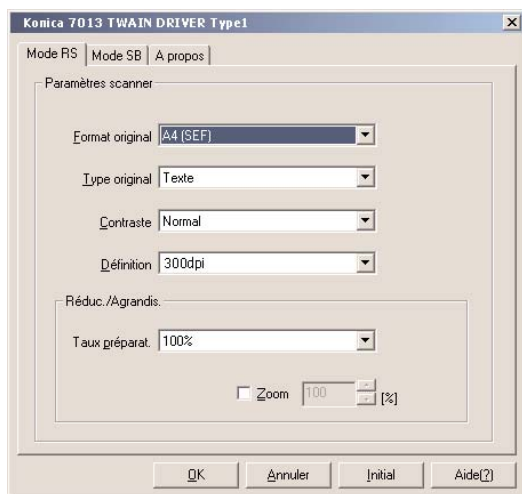 Konica 7013 TWAIN DRIVER Type1
Mode RS Mode SB A propos
Paramètres scanner
Format original A4 (SEF)
Type original Texte
Contraste Normal
Définition 300dpi
Réduc./Agrandis.
Taux préparat. 100%
Zoom 100 [%]
OK Annuler Initial Aide(?)